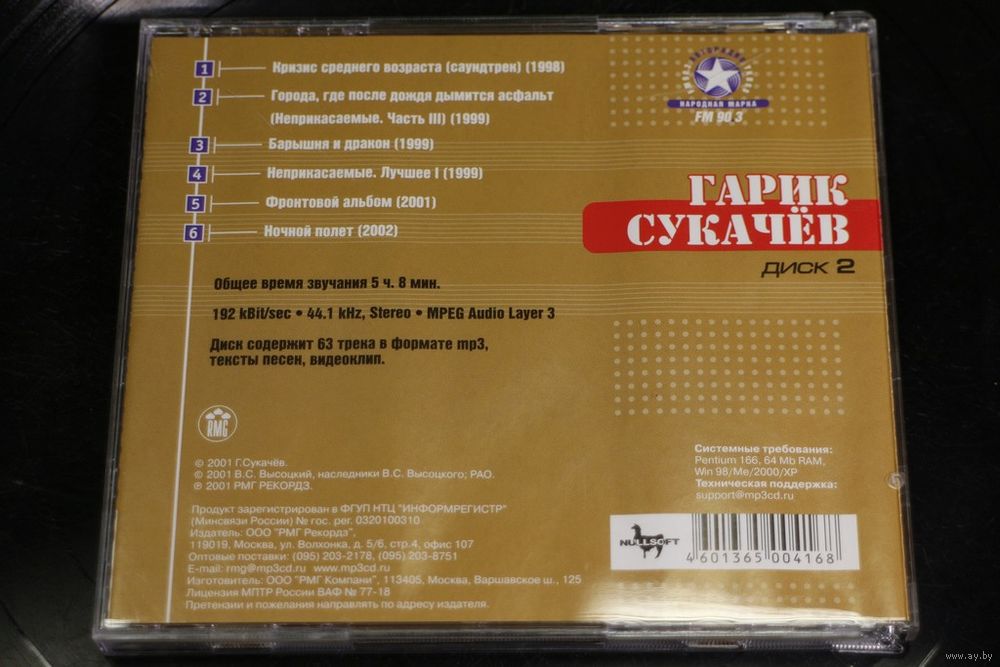 1 Кризис среднего возраста (саундтрек) (1998)
2 Города, где после дождя дымится асфальт
(Неприкасаемые. Часть III) (1999)
3 Барышня и дракон (1999)
4 Неприкасаемые. Лучшее I (1999)
5 Фронтовой альбом (2001)
6 Ночной полет (2002)
Общее время звучания 5 ч. 8 мин.
192 kBit/sec • 44.1 kHz, Stereo • MPEG Audio Layer 3
Диск содержит 63 трека в формате mp3,
тексты песен, видеоклип.
RMG
© 2001 Г.Сукачёв.
© 2001 В.С. Высоцкий, наследники В.С. Высоцкого; РАО.
℗ 2001 РМГ РЕКОРДЗ.
Продукт зарегистрирован в ФГУП НТЦ "ИНФОРМРЕГИСТР"
(Минсвязи России) № гос. рег. 0320100310
Издатель: ООО "РМГ Рекордз",
119019, Москва, ул. Волхонка, д. 5/6, стр.4, офис 107
Оптовые поставки: (095) 203-2178, (095) 203-8751
E-mail: rmg@mp3cd.ru www.mp3cd.ru
Изготовитель: ООО "РМГ Компани", 113405, Москва, Варшавское ш., 125
Лицензия МПТР России ВАФ № 77-18
Претензии и пожелания направлять по адресу издателя.
АВТОРАДИО
НАРОДНАЯ МАРКА
FM 90,3
ГАРИК
СУКАЧЁВ
ДИСК 2
Системные требования:
Pentium 166, 64 Mb RAM,
Win 98/Me/2000/XP
Техническая поддержка:
support@mp3cd.ru
NULLSOFT
4 601365 004168
www.ay.by